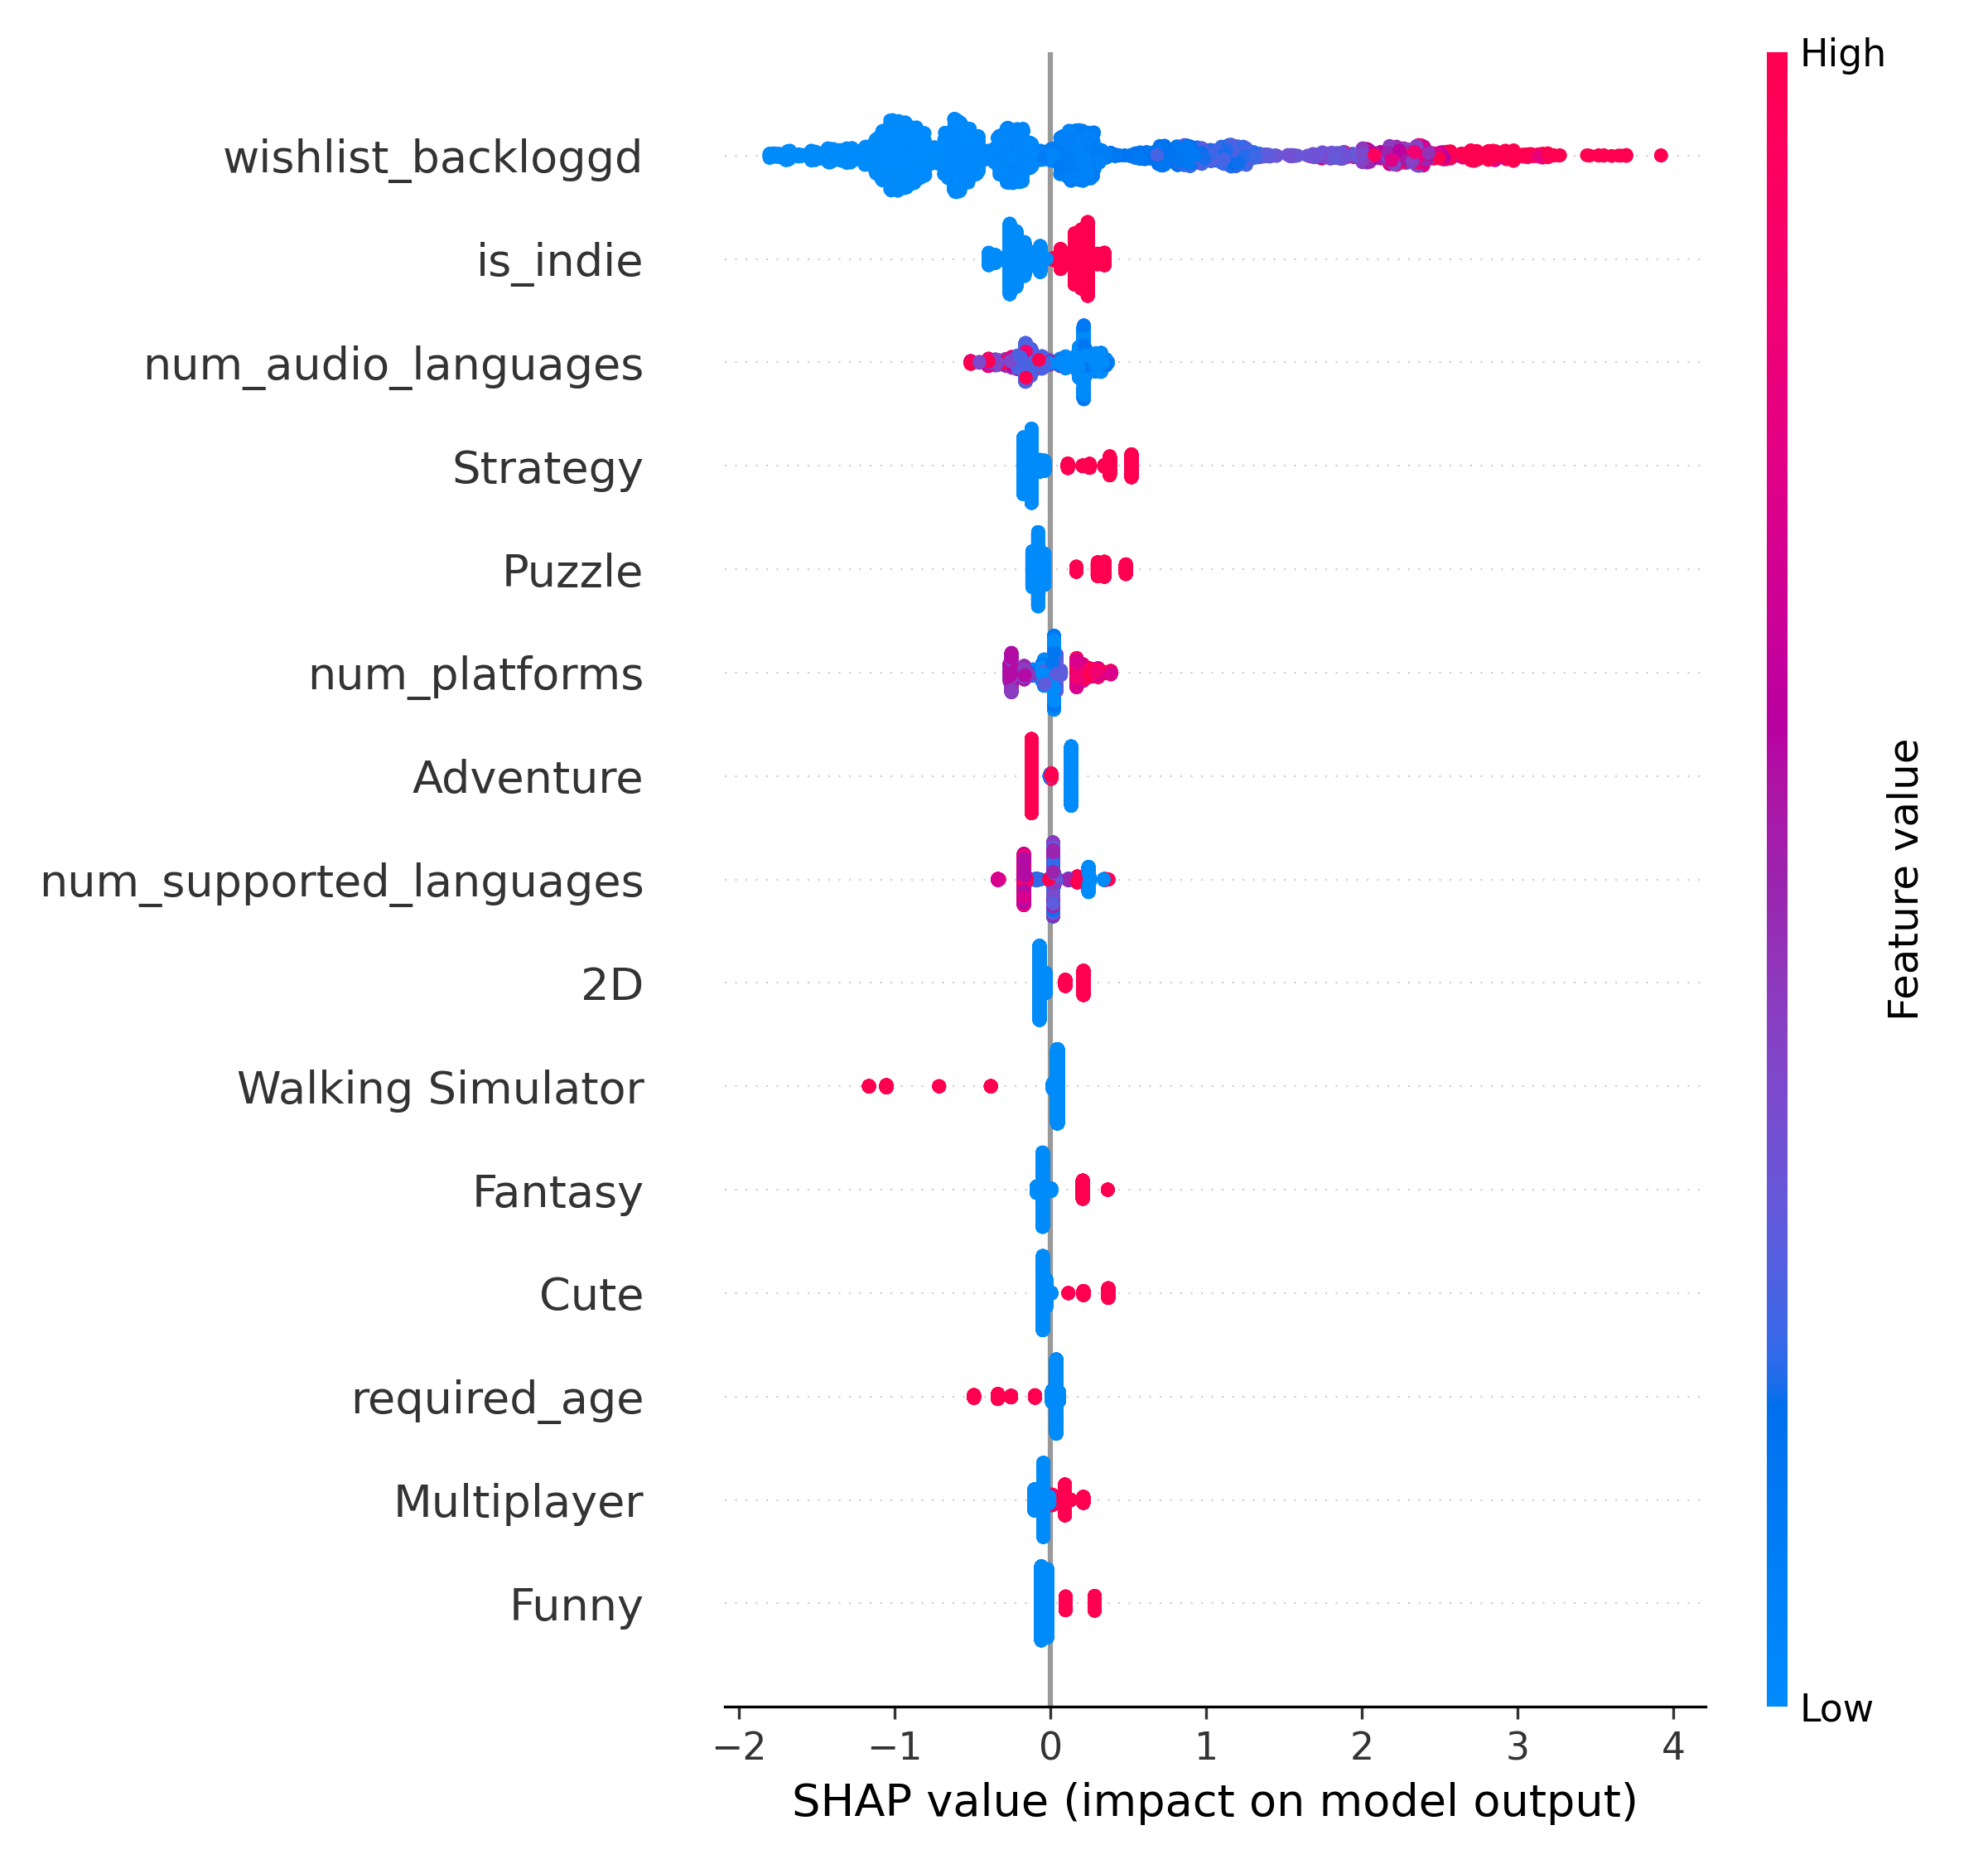 High
wishlist_backloggd
is_indie
num_audio_languages
Strategy
Puzzle
num_platforms
Adventure
num_supported_languages
2D
Walking Simulator
Fantasy
Cute
required_age
Multiplayer
Funny
Feature value
Low
−2 −1 0 1 2 3 4
SHAP value (impact on model output)